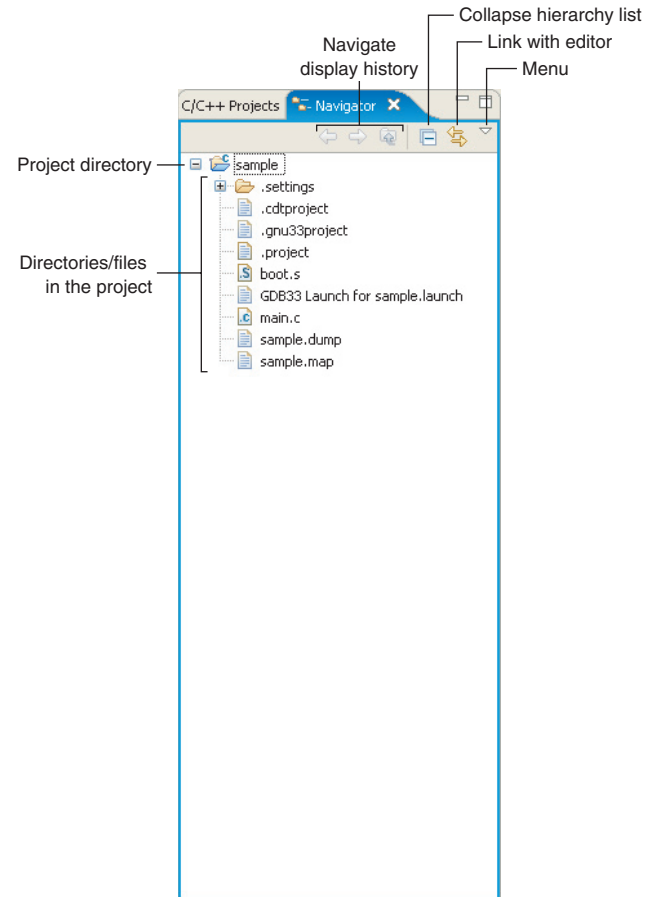 Collapse hierarchy list
Link with editor
Menu
Navigate
display history
C/C++ Projects
Navigator
Project directory
sample
.settings
.cdtproject
.gnu33project
.project
Directories/files
in the project
.S boot.s
GDB33 Launch for sample.launch
.c main.c
sample.dump
sample.map